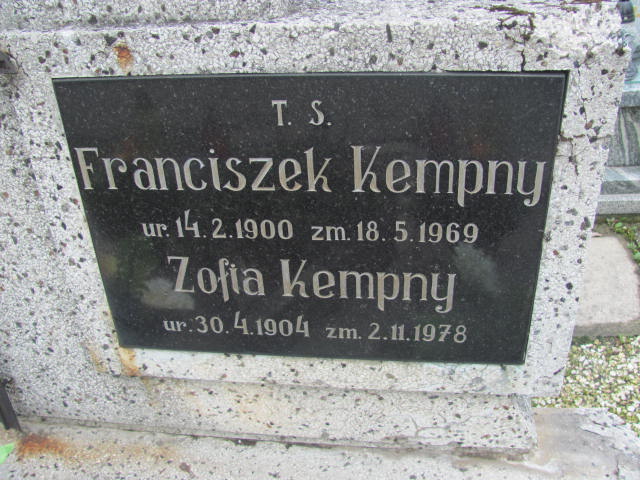 T. S.
Franciszek Kempny
ur. 14. 2. 1900 zm. 18. 5. 1969
Zofia Kempny
ur. 30. 4. 1904 zm. 2. 11. 1978